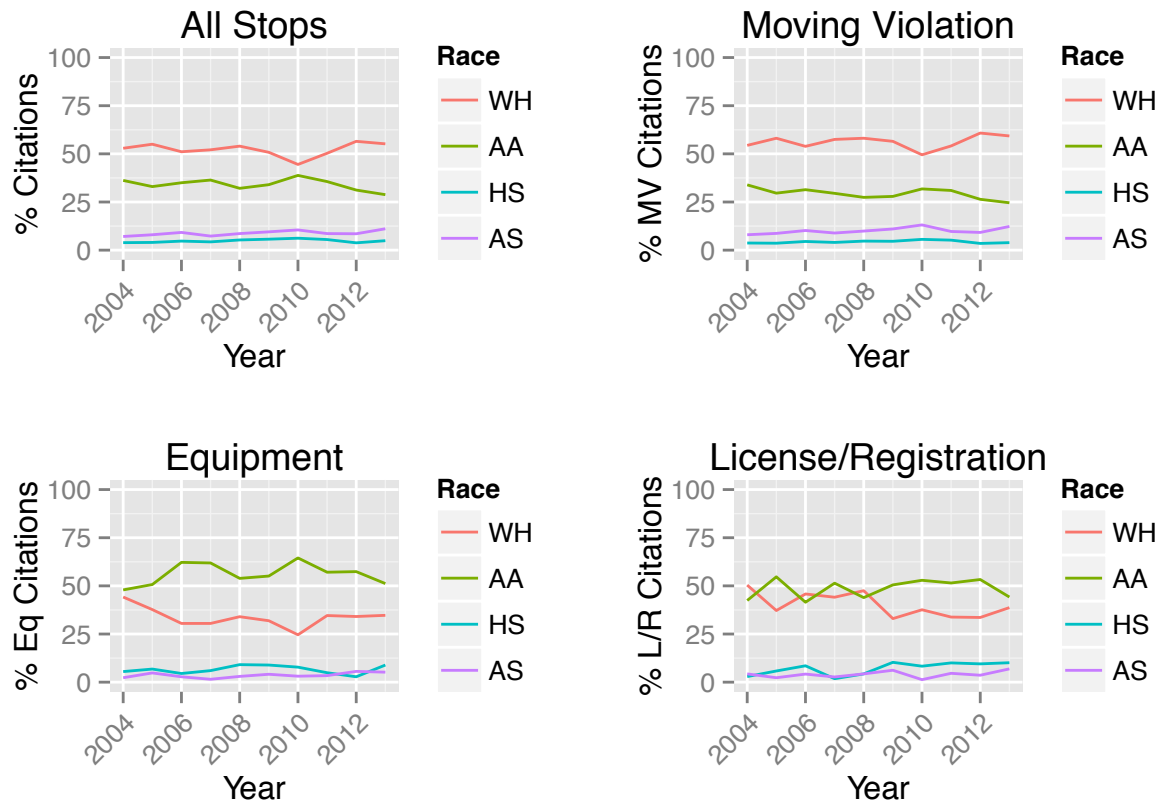 All Stops
% Citations
100
75
50
25
0
2004 2006 2008 2010 2012
Year
Race
WH
AA
HS
AS
Moving Violation
% MV Citations
100
75
50
25
0
2004 2006 2008 2010 2012
Year
Race
WH
AA
HS
AS
Equipment
% Eq Citations
100
75
50
25
0
2004 2006 2008 2010 2012
Year
Race
WH
AA
HS
AS
License/Registration
% L/R Citations
100
75
50
25
0
2004 2006 2008 2010 2012
Year
Race
WH
AA
HS
AS